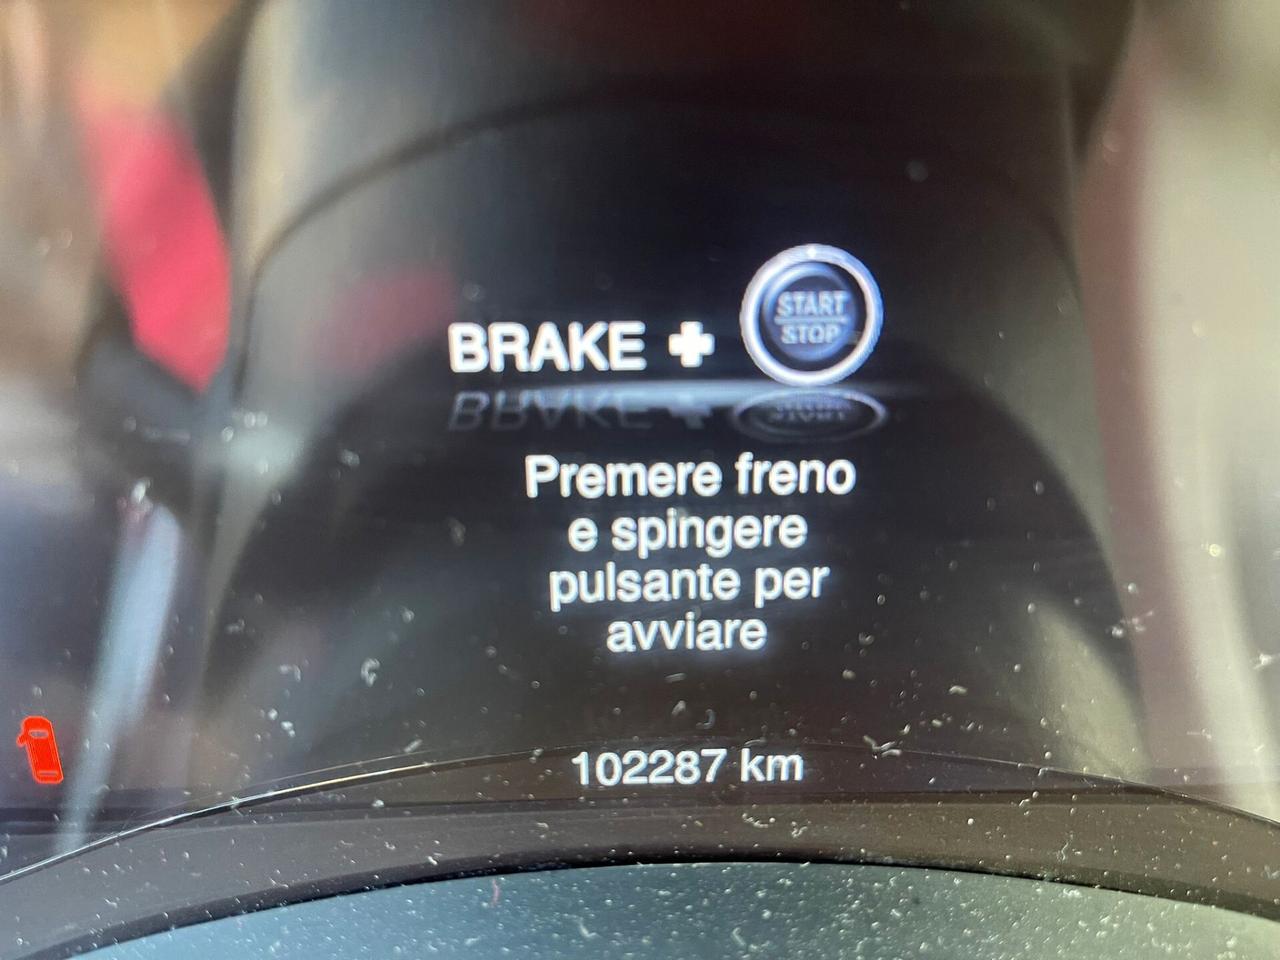 BRAKE +
START
STOP
Premere freno
e spingere
pulsante per
avviare
102287 km